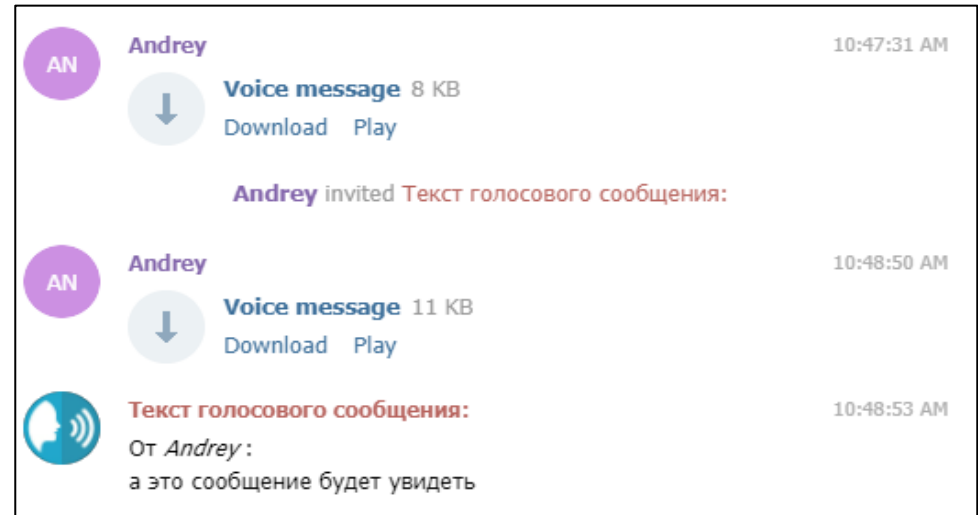 AN
Andrey 10:47:31 AM
Voice message 8 KB
Download Play
Andrey invited Текст голосового сообщения:
AN
Andrey 10:48:50 AM
Voice message 11 KB
Download Play
Текст голосового сообщения: 10:48:53 AM
От Andrey :
а это сообщение будет увидеть